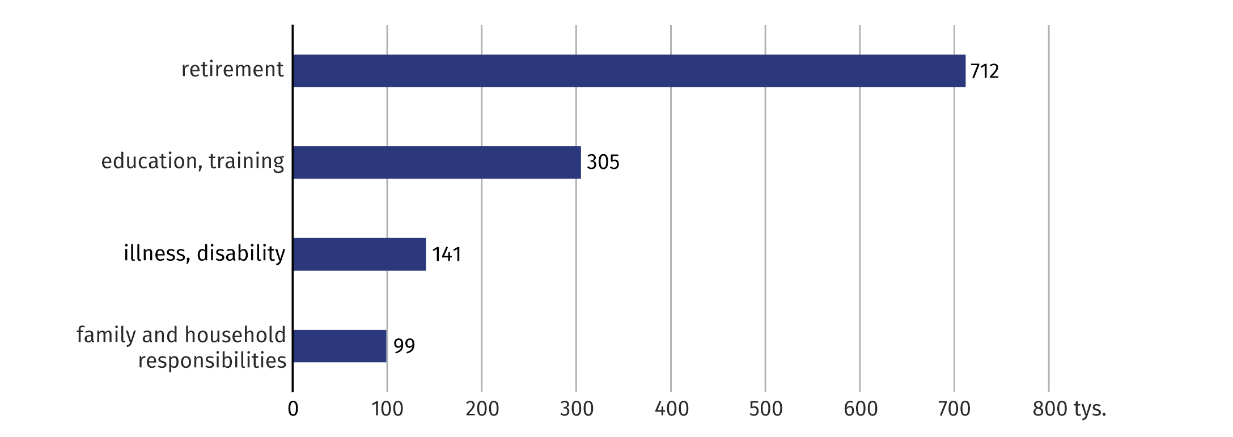 retirement
712
education, training
305
illness, disability
141
family and household
responsibilities
99
0 100 200 300 400 500 600 700 800 tys.